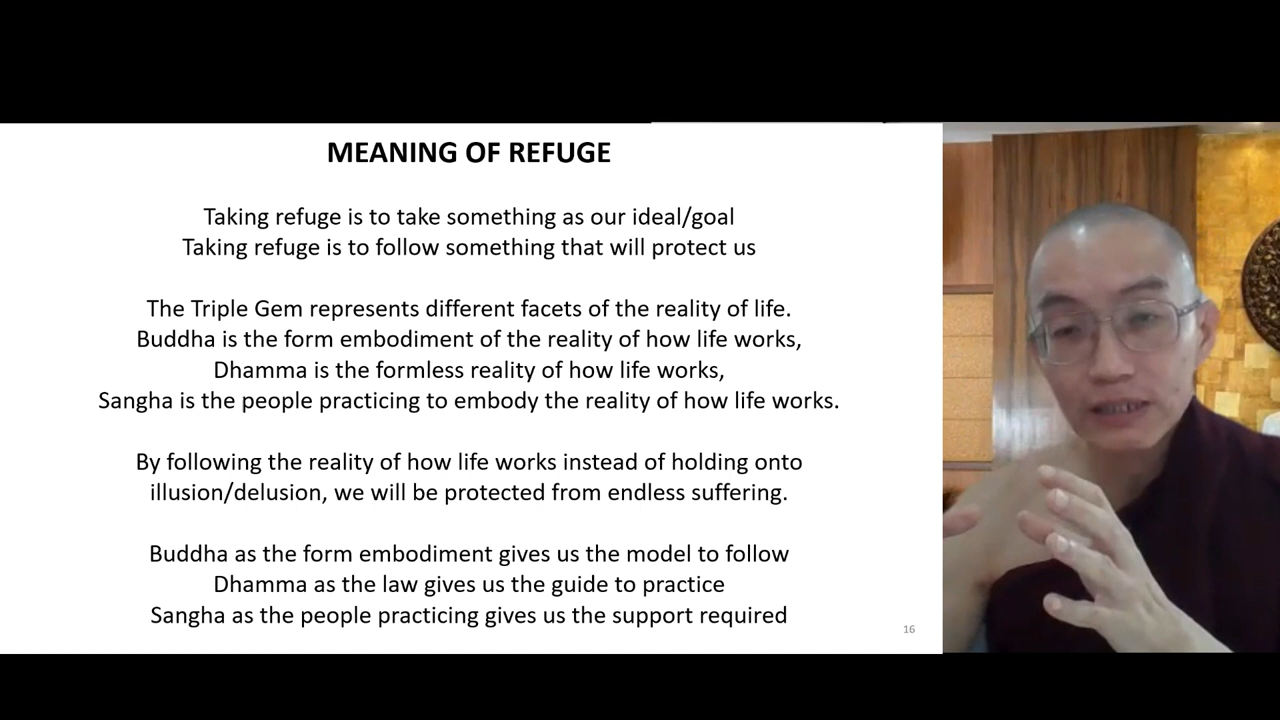 MEANING OF REFUGE
Taking refuge is to take something as our ideal/goal
Taking refuge is to follow something that will protect us
The Triple Gem represents different facets of the reality of life.
Buddha is the form embodiment of the reality of how life works,
Dhamma is the formless reality of how life works,
Sangha is the people practicing to embody the reality of how life works.
By following the reality of how life works instead of holding onto
illusion/delusion, we will be protected from endless suffering.
Buddha as the form embodiment gives us the model to follow
Dhamma as the law gives us the guide to practice
Sangha as the people practicing gives us the support required
16